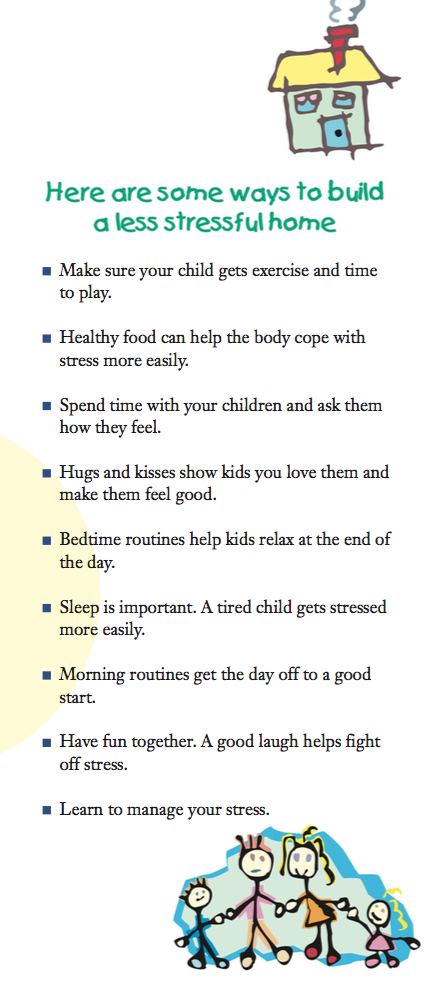 Here are some ways to build
a less stressful home
■ Make sure your child gets exercise and time
to play.
■ Healthy food can help the body cope with
stress more easily.
■ Spend time with your children and ask them
how they feel.
■ Hugs and kisses show kids you love them and
make them feel good.
■ Bedtime routines help kids relax at the end of
the day.
■ Sleep is important. A tired child gets stressed
more easily.
■ Morning routines get the day off to a good
start.
■ Have fun together. A good laugh helps fight
off stress.
■ Learn to manage your stress.